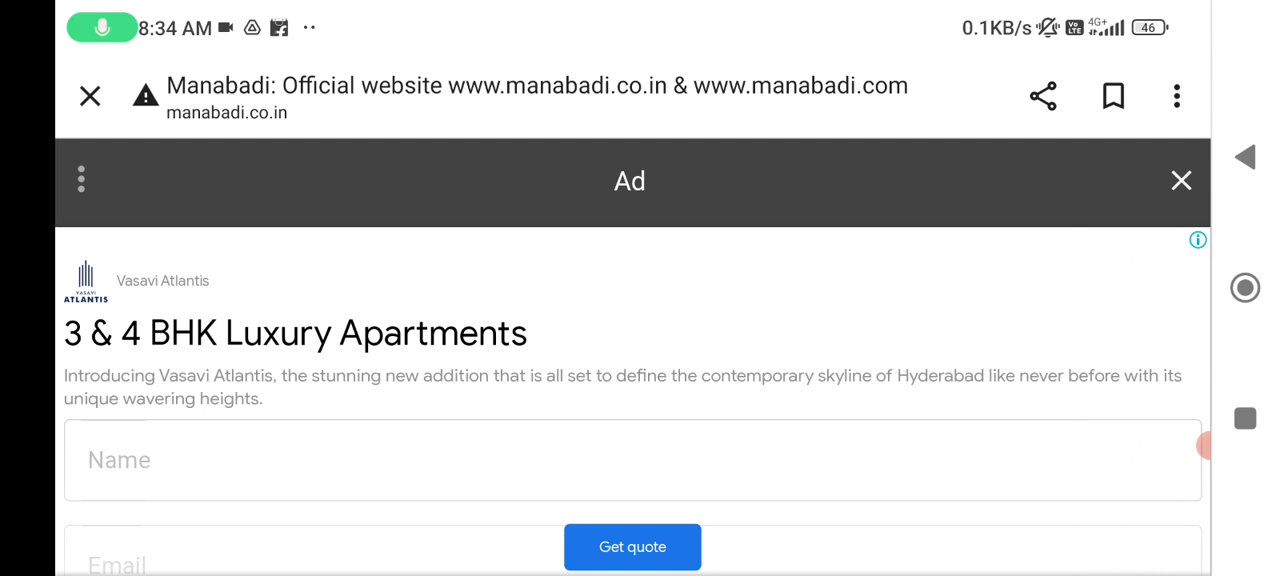 8:34 AM
0.1KB/s
Vo
LTE
4G+
46
Manabadi: Official website www.manabadi.co.in & www.manabadi.com
manabadi.co.in
Ad
VASAVI
ATLANTIS
Vasavi Atlantis
3 & 4 BHK Luxury Apartments
Introducing Vasavi Atlantis, the stunning new addition that is all set to define the contemporary skyline of Hyderabad like never before with its
unique wavering heights.
Name
Email
Get quote